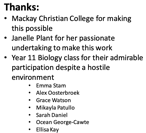 Thanks:
• Mackay Christian College for making
this possible
• Janelle Plant for her passionate
undertaking to make this work
• Year 11 Biology class for their admirable
participation despite a hostile
environment
• Emma Stam
• Alex Oosterbroek
• Grace Watson
• Mikayla Patullo
• Sarah Daniel
• Ocean George-Cawte
• Ellisa Kay